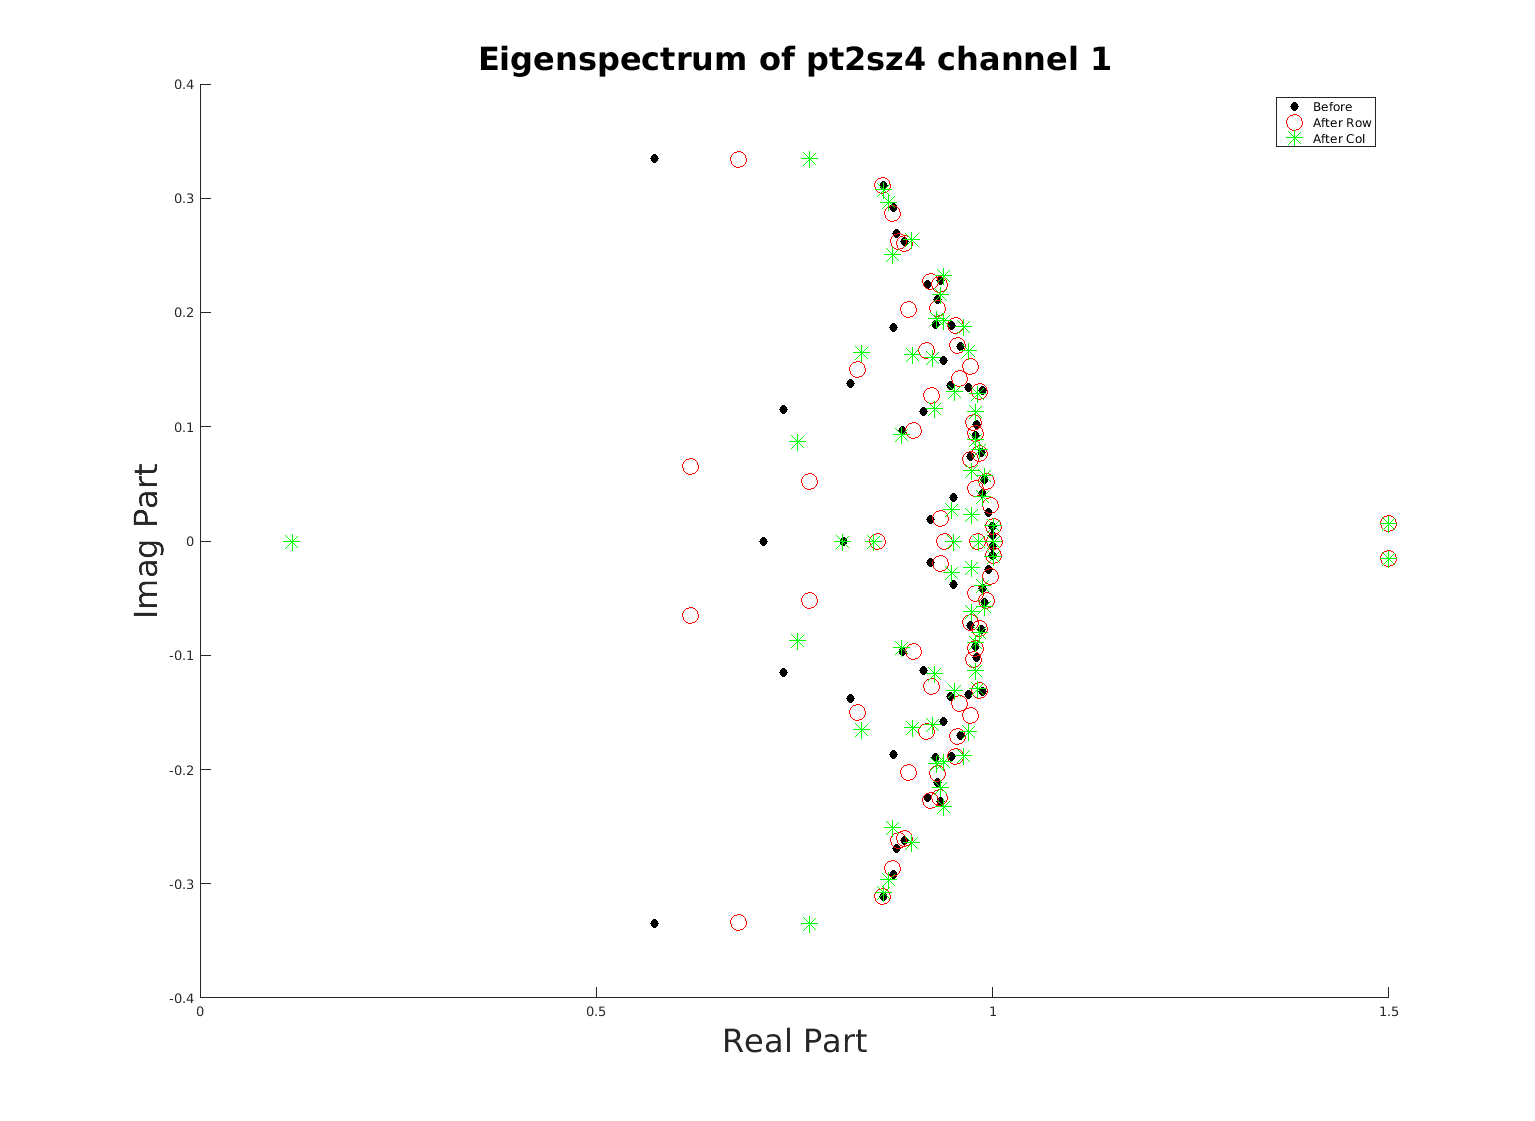 Eigenspectrum of pt2sz4 channel 1
0.4
Before
After Row
After Col
0.3
0.2
0.1
0
-0.1
-0.2
-0.3
-0.4
Imag Part
0
0.5
1
1.5
Real Part